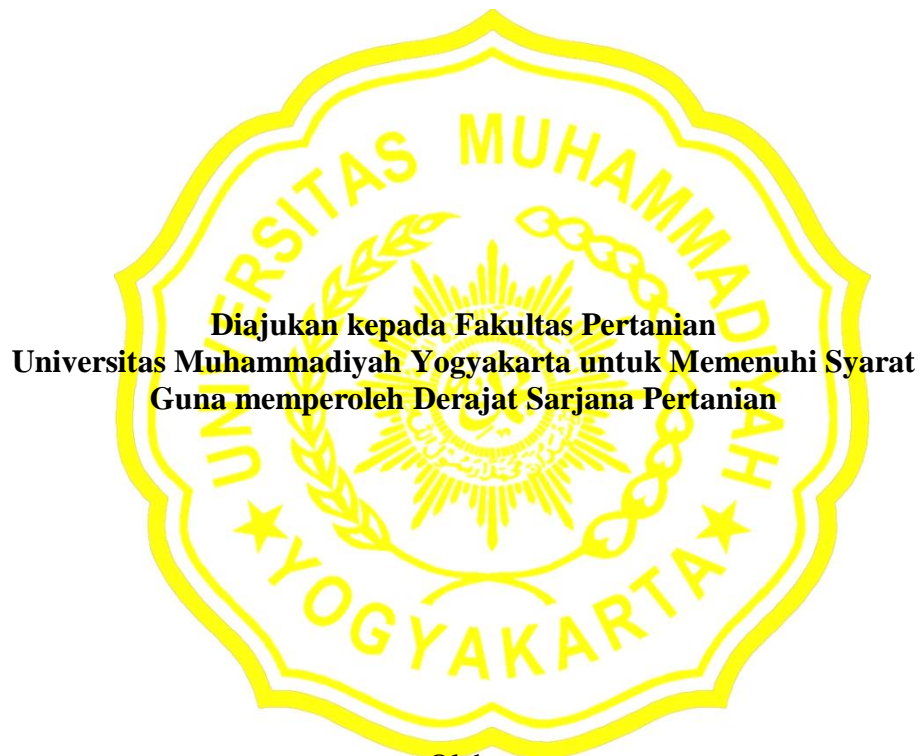 UNIVERSITAS MUHAMMADIYAH
Diajukan kepada Fakultas Pertanian
Universitas Muhammadiyah Yogyakarta untuk Memenuhi Syarat
Guna memperoleh Derajat Sarjana Pertanian
YOGYAKARTA